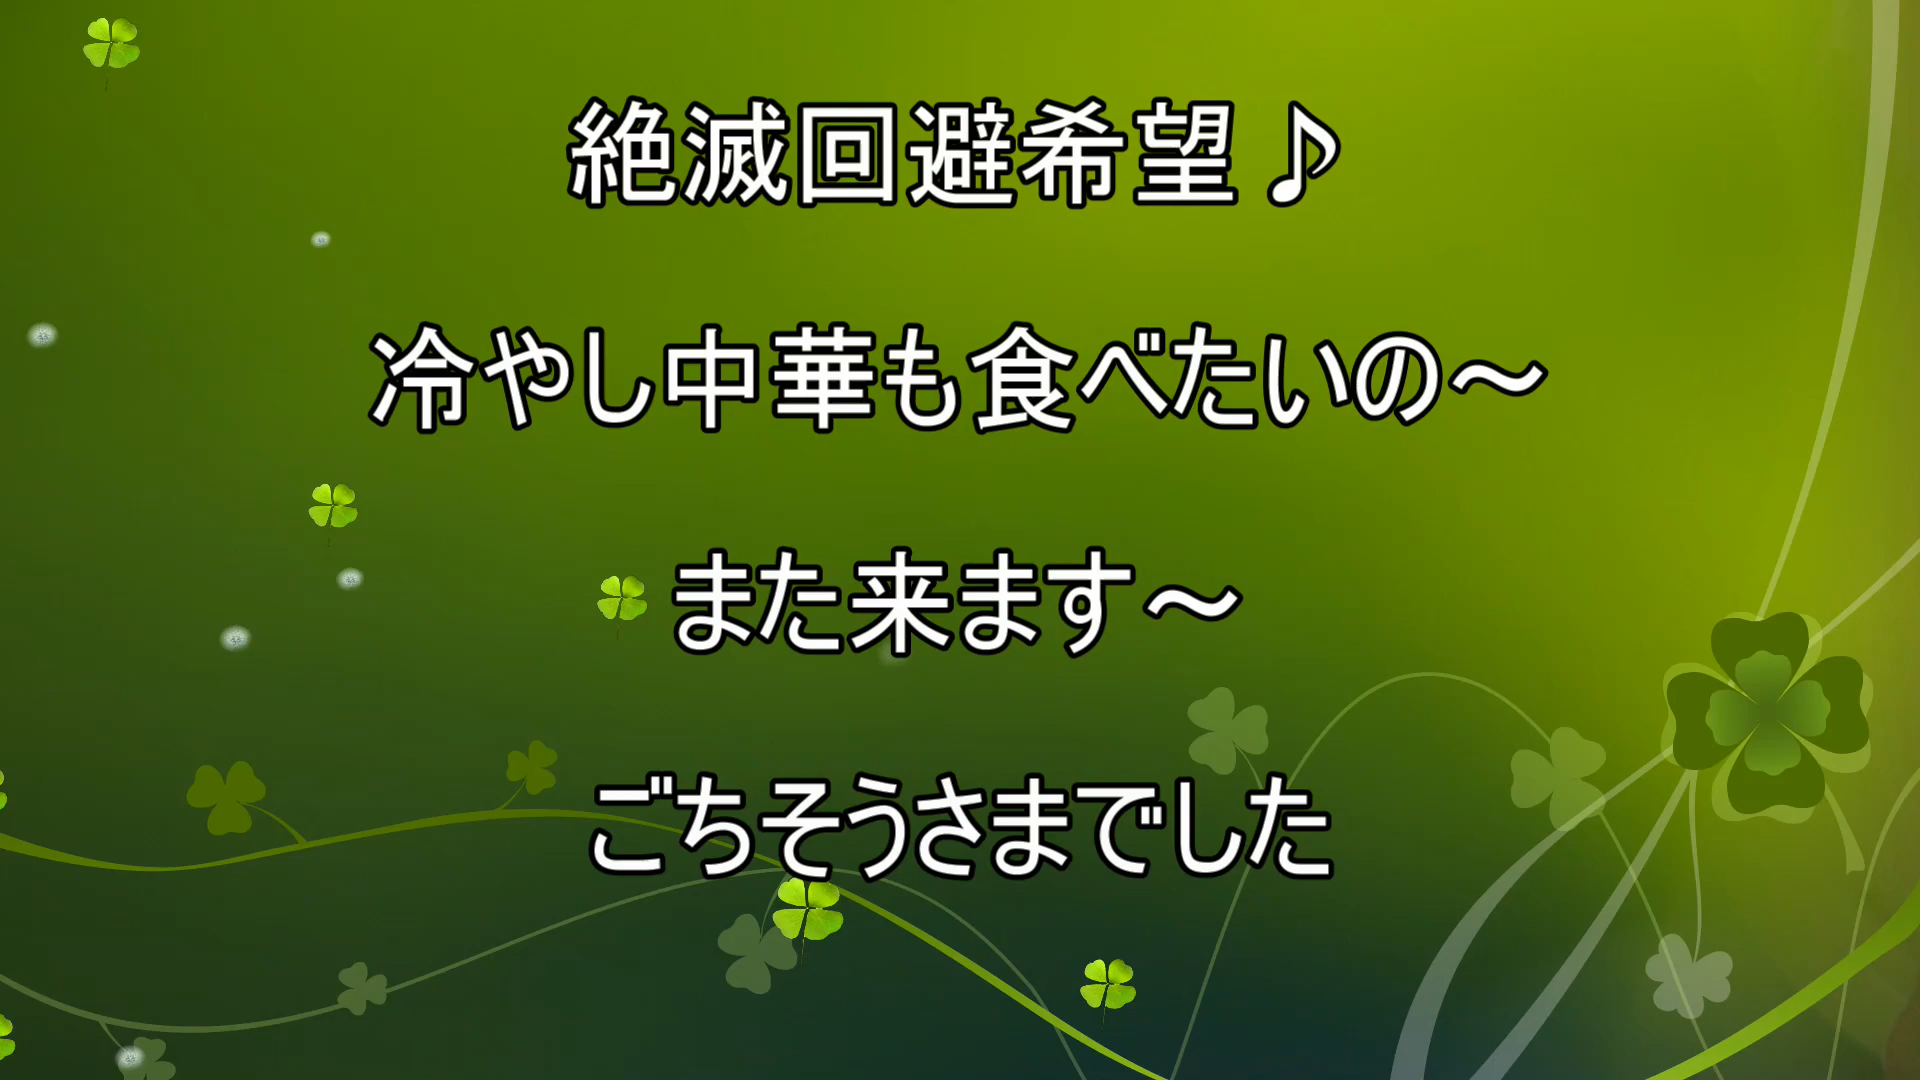 絶滅回避希望♪
冷やし中華も食べたいの～
また来ます～
ごちそうさまでした